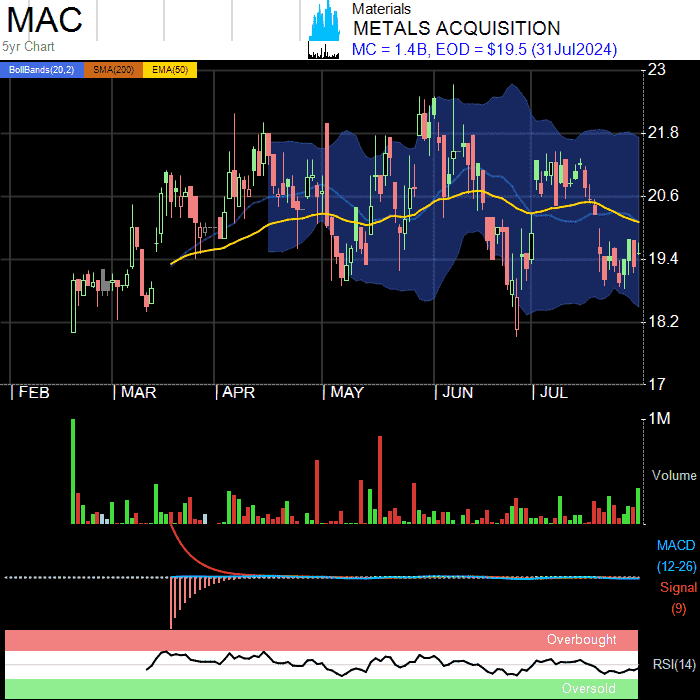 MAC
5yr Chart
Materials
METALS ACQUISITION
MC = 1.4B, EOD = $19.5 (31Jul2024)
BollBands(20,2) SMA(200) EMA(50)
23
21.8
20.6
19.4
18.2
17
FEB MAR APR MAY JUN JUL
1M
Volume
MACD
(12-26)
Signal
(9)
Overbought
RSI(14)
Oversold